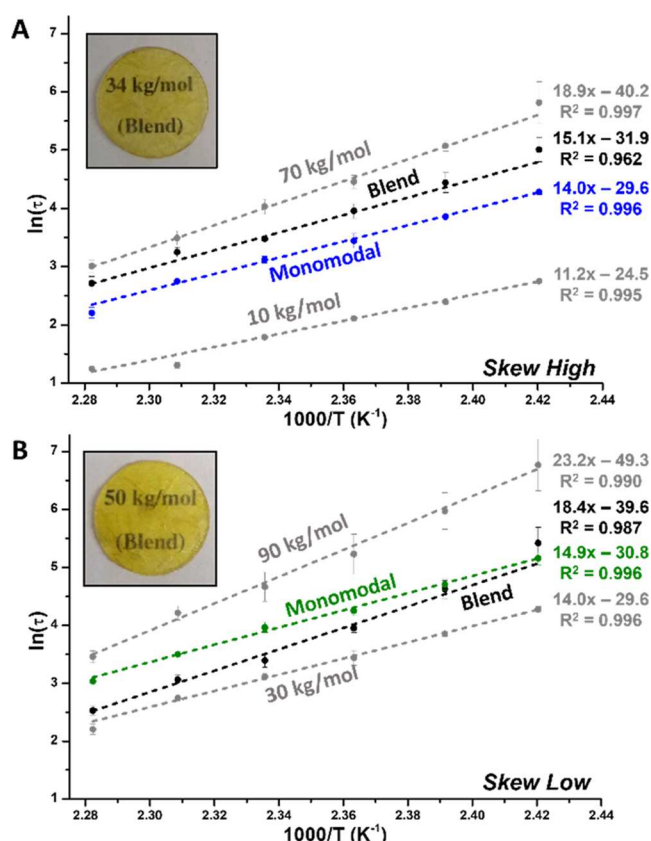 A
34 kg/mol
(Blend)
7
6
5
4
3
2
1
ln(τ)
70 kg/mol
Blend
Monomodal
10 kg/mol
18.9x – 40.2
R² = 0.997
15.1x – 31.9
R² = 0.962
14.0x – 29.6
R² = 0.996
11.2x – 24.5
R² = 0.995
Skew High
2.28 2.30 2.32 2.34 2.36 2.38 2.40 2.42 2.44
1000/T (K⁻¹)
B
50 kg/mol
(Blend)
7
6
5
4
3
2
1
ln(τ)
90 kg/mol
Monomodal
Blend
30 kg/mol
23.2x – 49.3
R² = 0.990
18.4x – 39.6
R² = 0.987
14.9x – 30.8
R² = 0.996
14.0x – 29.6
R² = 0.996
Skew Low
2.28 2.30 2.32 2.34 2.36 2.38 2.40 2.42 2.44
1000/T (K⁻¹)